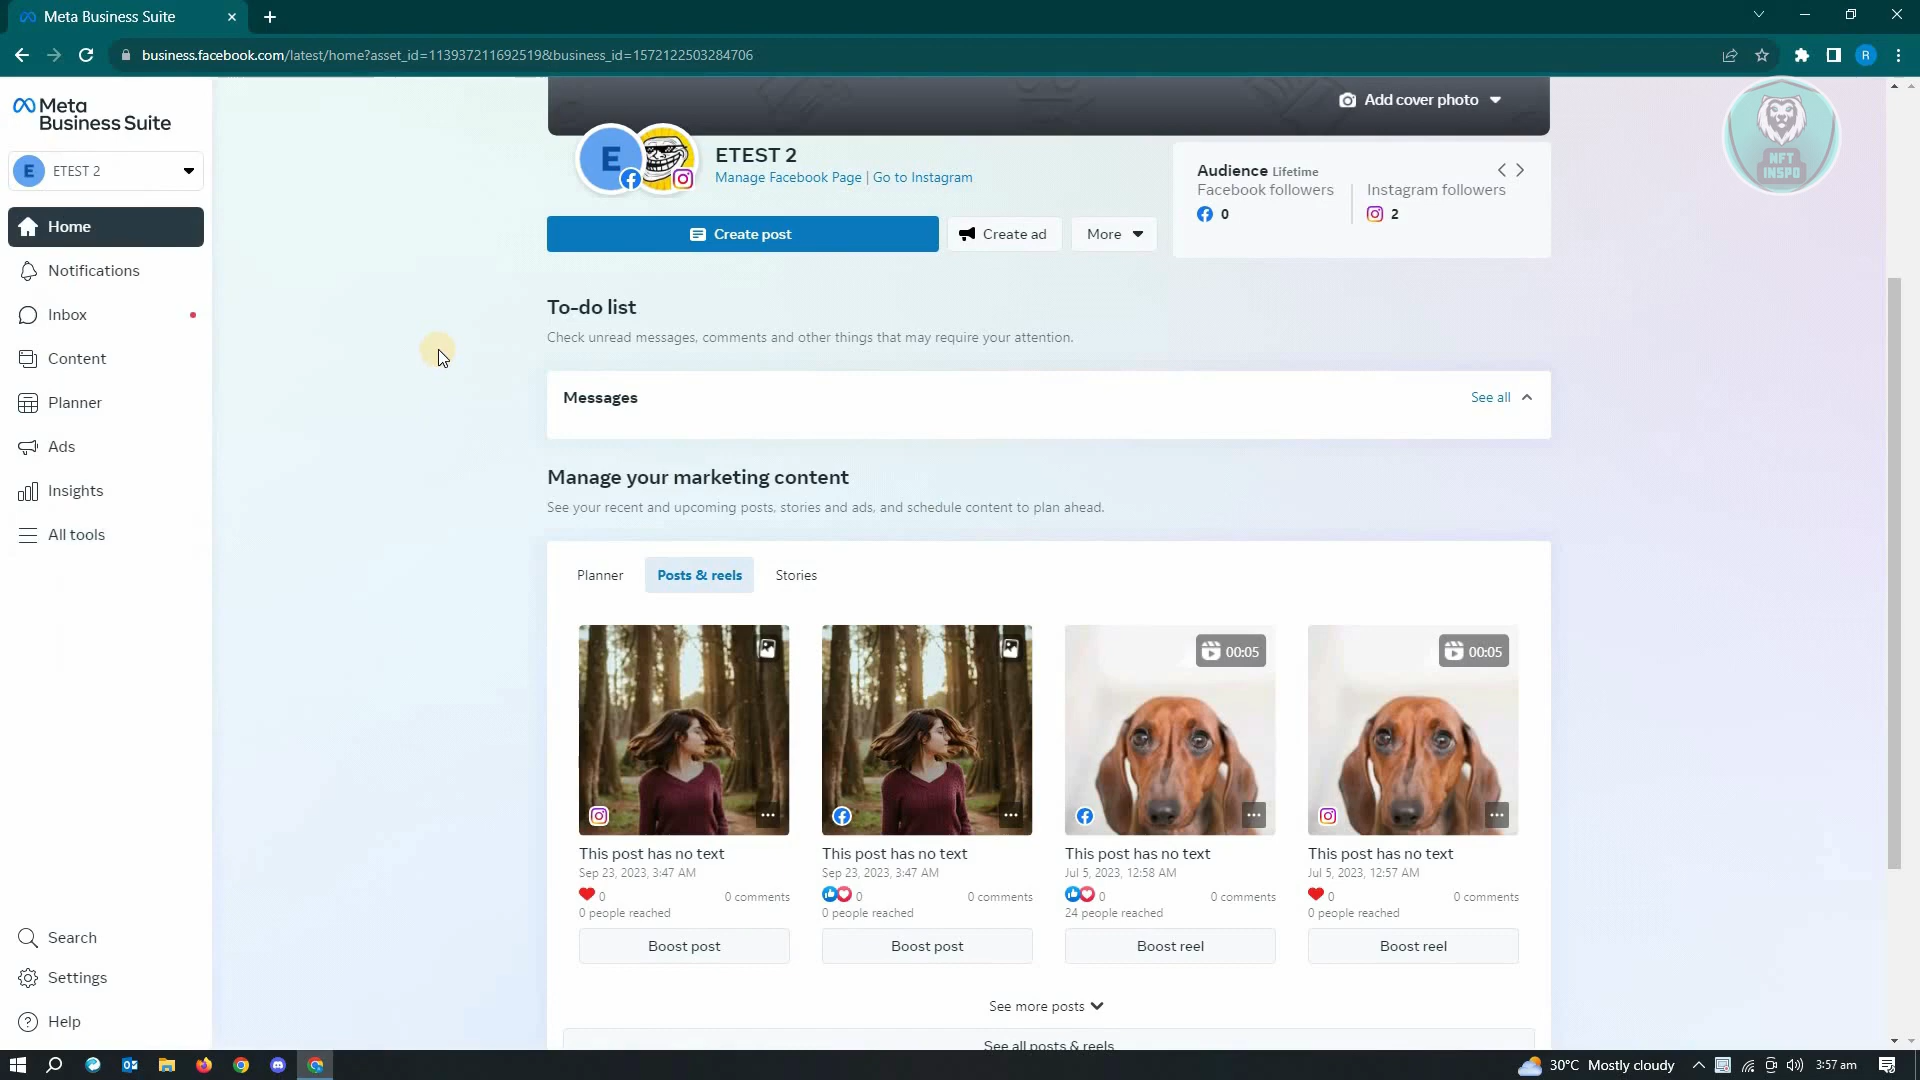 Meta Business Suite
business.facebook.com/latest/home?asset_id=113937211692519&business_id=1572122503284706
R
Meta
Business Suite
E ETEST 2
Home
Notifications
Inbox
Content
Planner
Ads
Insights
All tools
Search
Settings
Help
Add cover photo
NFT
INSPO
E
ETEST 2
Manage Facebook Page | Go to Instagram
Create post
Create ad
More
Audience Lifetime
Facebook followers
Instagram followers
0
2
To-do list
Check unread messages, comments and other things that may require your attention.
Messages
See all
Manage your marketing content
See your recent and upcoming posts, stories and ads, and schedule content to plan ahead.
Planner
Posts & reels
Stories
00:05
00:05
This post has no text
Sep 23, 2023, 3:47 AM
0
0 comments
0 people reached
Boost post
This post has no text
Sep 23, 2023, 3:47 AM
0
0 comments
0 people reached
Boost post
This post has no text
Jul 5, 2023, 12:58 AM
0
0 comments
24 people reached
Boost reel
This post has no text
Jul 5, 2023, 12:57 AM
0
0 comments
0 people reached
Boost reel
See more posts
See all posts & reels
30°C Mostly cloudy
3:57 am